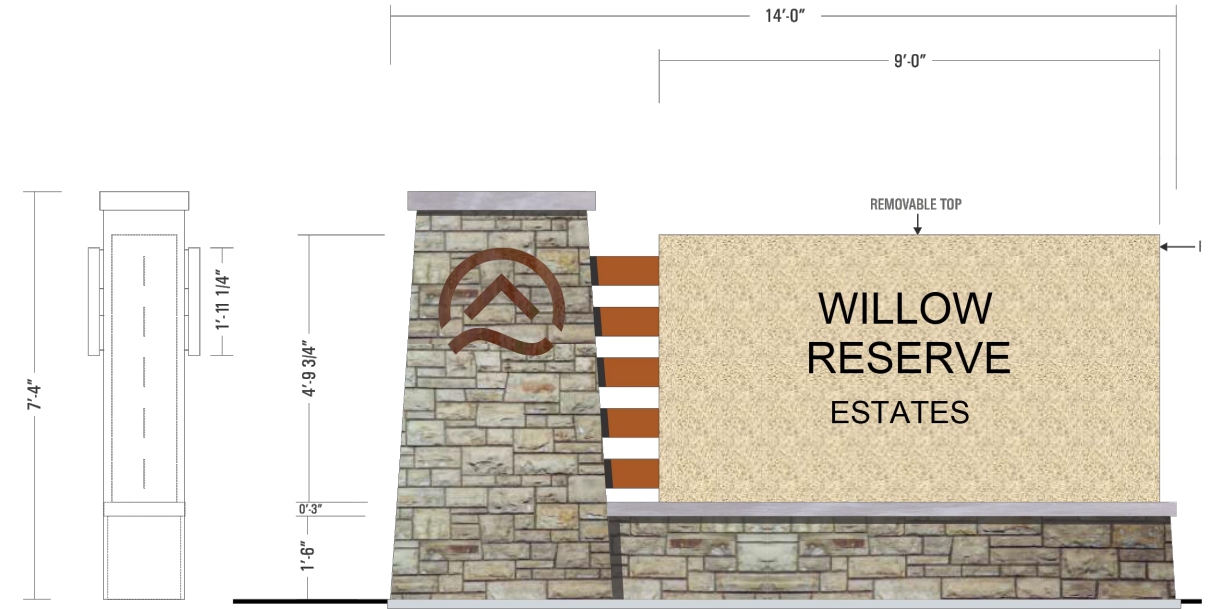 14'-0"
9'-0"
REMOVABLE TOP
1'-11 1/4"
4'-9 3/4"
7'-4"
0'-3"
1'-6"
WILLOW
RESERVE
ESTATES